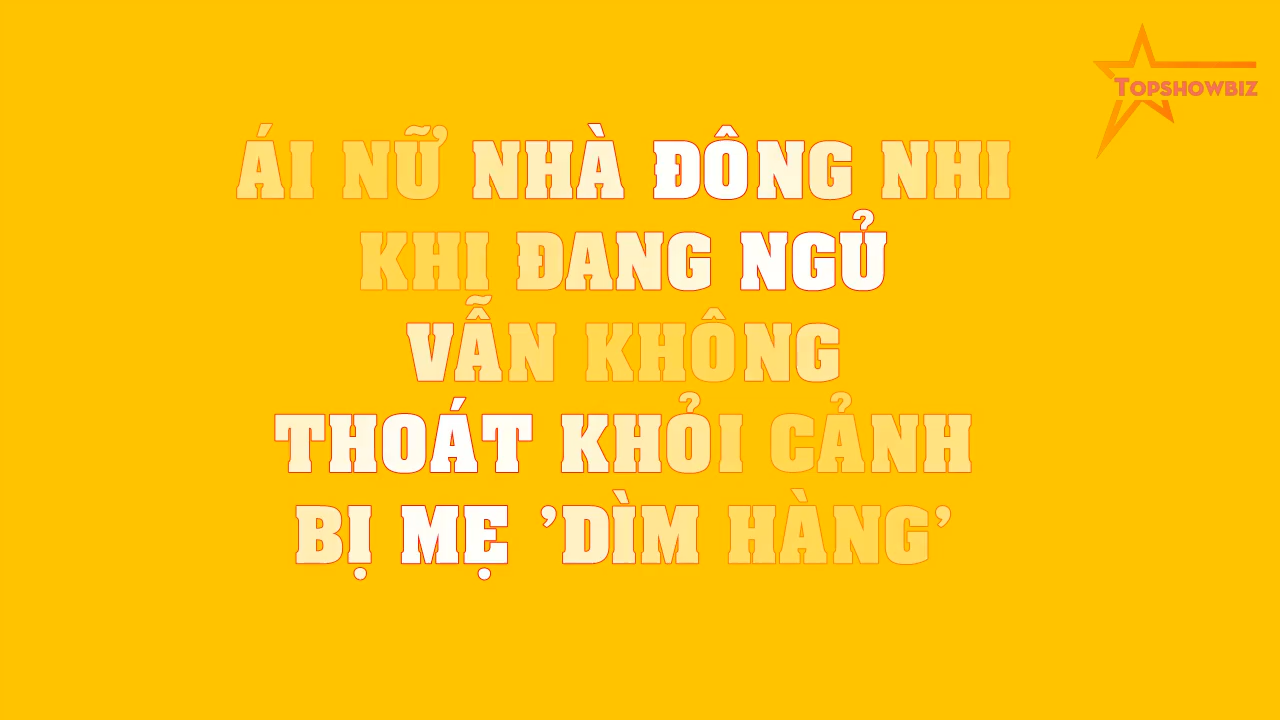 TOPSHOWBIZ
ÁI NỮ NHÀ ĐÔNG NHI
KHI ĐANG NGỦ
VẪN KHÔNG
THOÁT KHỎI CẢNH
BỊ MẸ ’DÌM HÀNG’